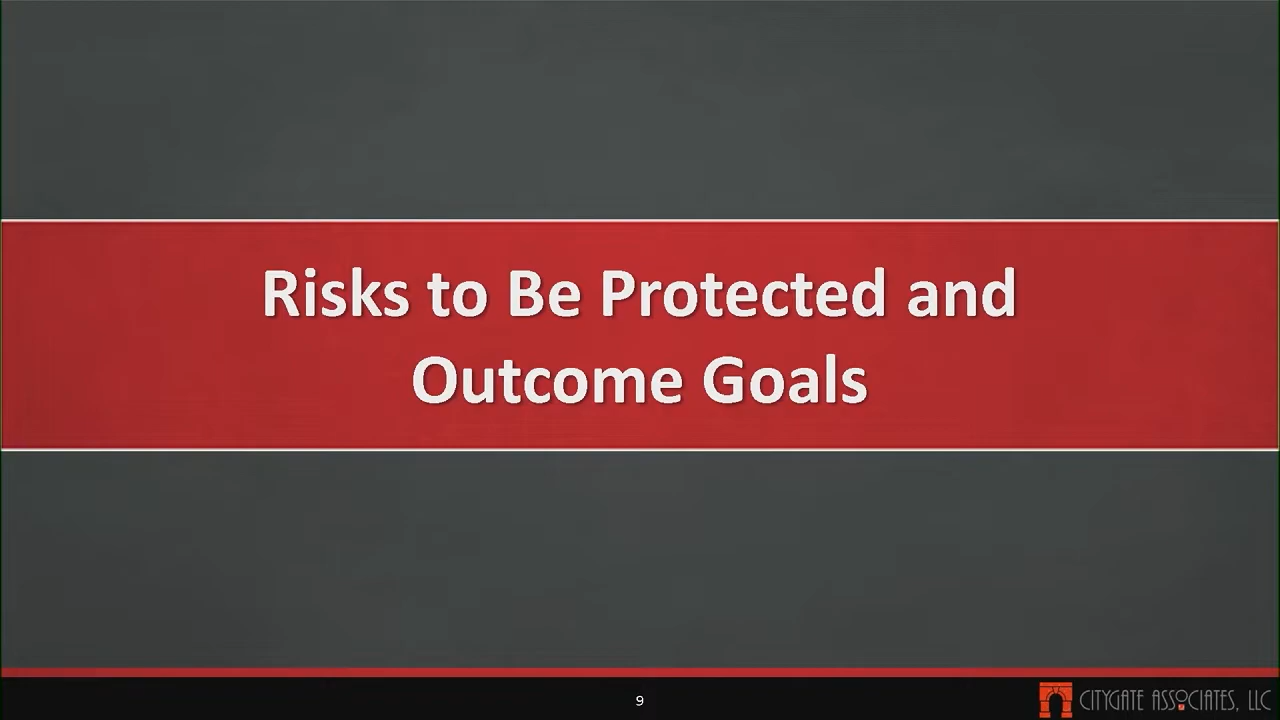 Risks to Be Protected and
Outcome Goals
9
CITYGATE ASSOCIATES, LLC